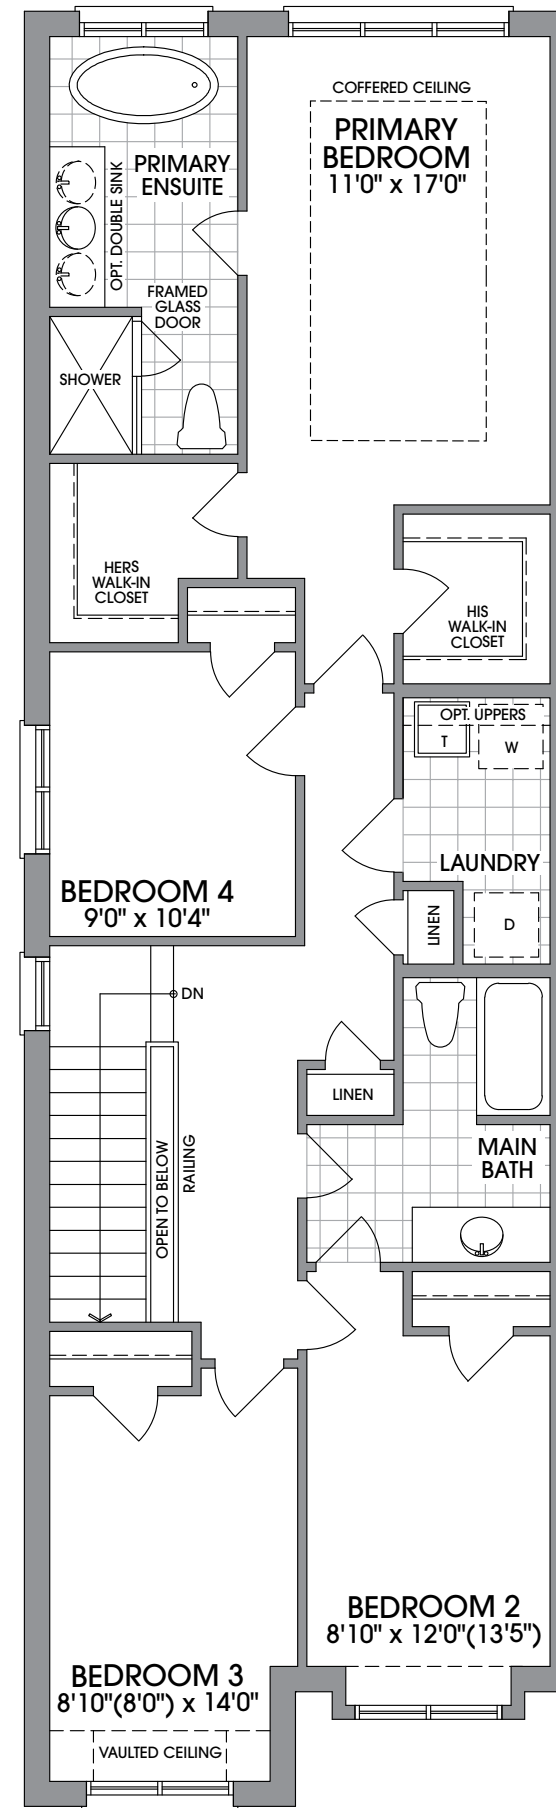 COFFERED CEILING
PRIMARY
BEDROOM
11'0" x 17'0"
PRIMARY
ENSUITE
OPT. DOUBLE SINK
FRAMED
GLASS
DOOR
SHOWER
HERS
WALK-IN
CLOSET
HIS
WALK-IN
CLOSET
OPT. UPPERS
T
W
LAUNDRY
BEDROOM 4
9'0" x 10'4"
LINEN
D
DN
LINEN
OPEN TO BELOW
RAILING
MAIN
BATH
BEDROOM 2
8'10" x 12'0"(13'5")
BEDROOM 3
8'10"(8'0") x 14'0"
VAULTED CEILING